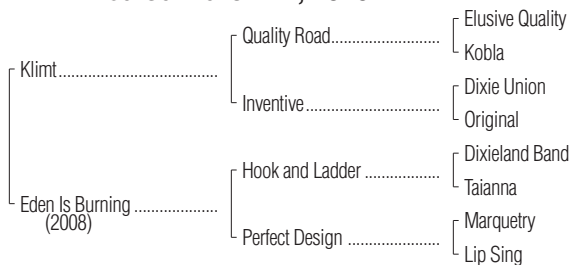 Klimt
Quality Road
Elusive Quality
Kobla
Inventive
Dixie Union
Original
Eden Is Burning
(2008)
Hook and Ladder
Dixieland Band
Taianna
Perfect Design
Marquetry
Lip Sing